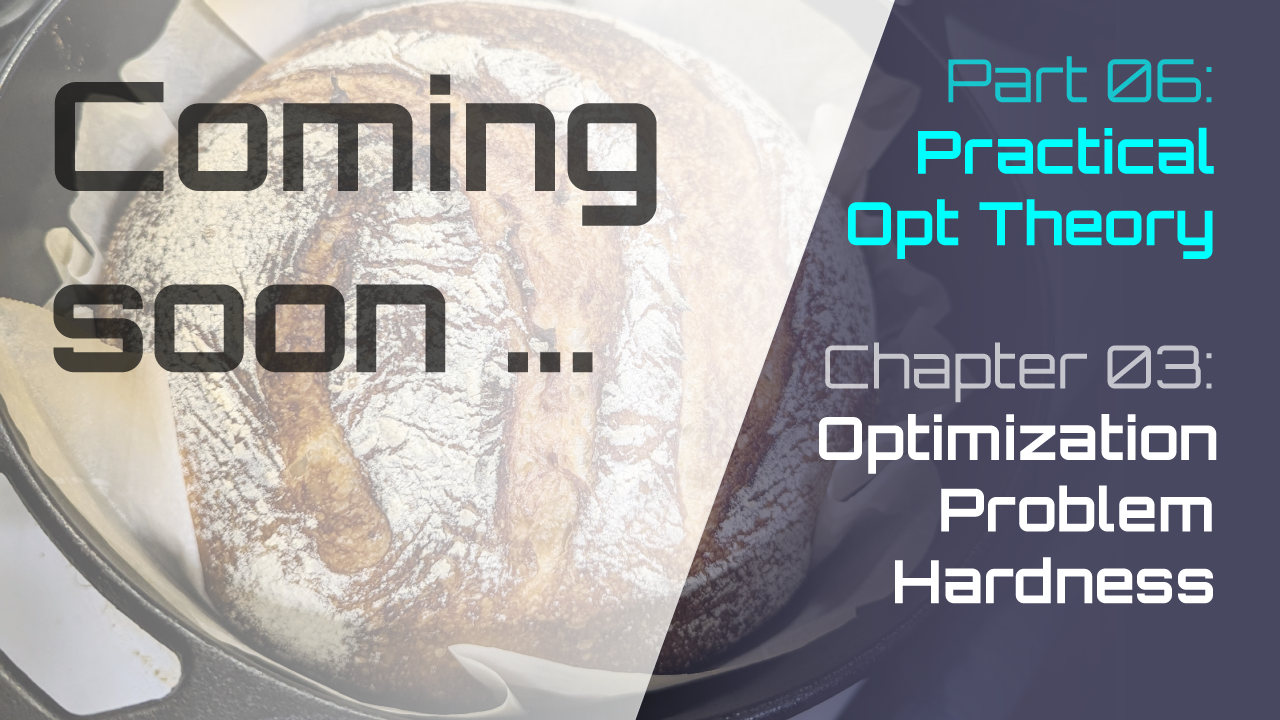 Coming
soon ...
Part 06:
Practical
Opt Theory
Chapter 03:
Optimization
Problem
Hardness